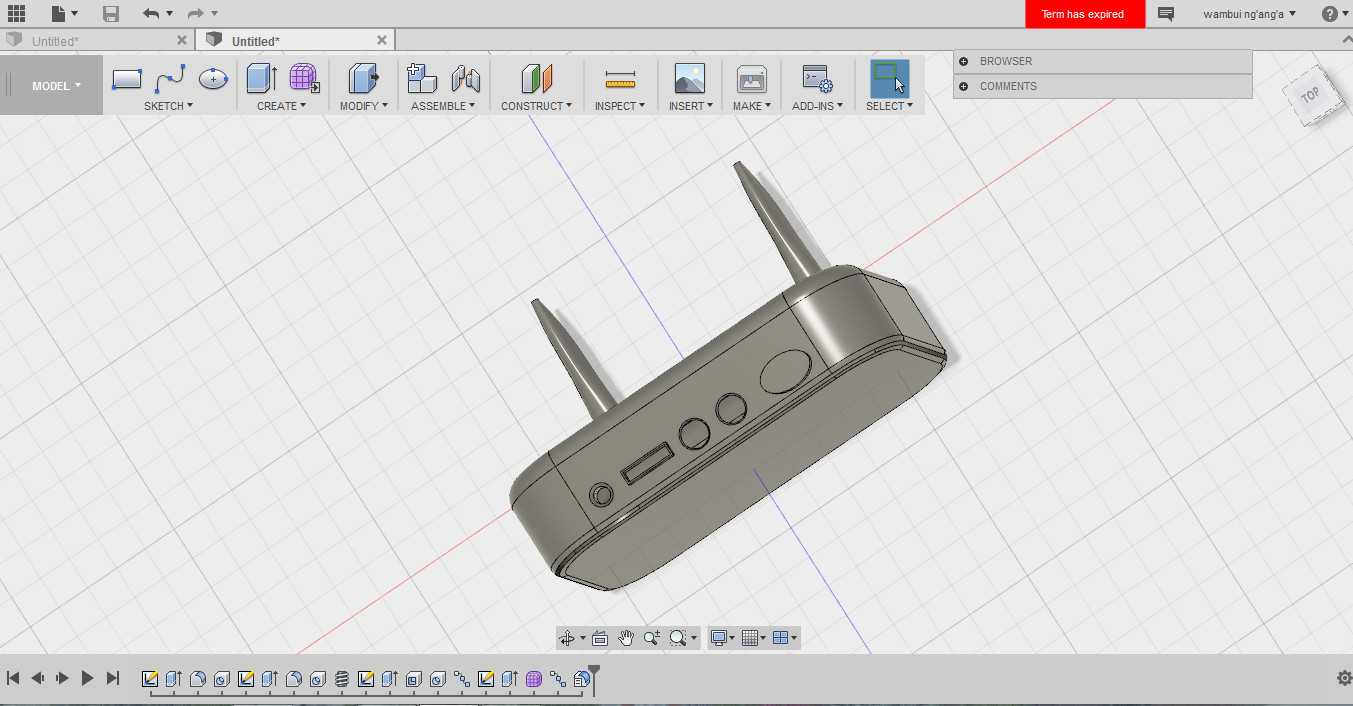 Term has expired
wambui ng'ang'a
Untitled*
Untitled*
MODEL
SKETCH
CREATE
MODIFY
ASSEMBLE
CONSTRUCT
INSPECT
INSERT
MAKE
ADD-INS
SELECT
BROWSER
COMMENTS
TOP